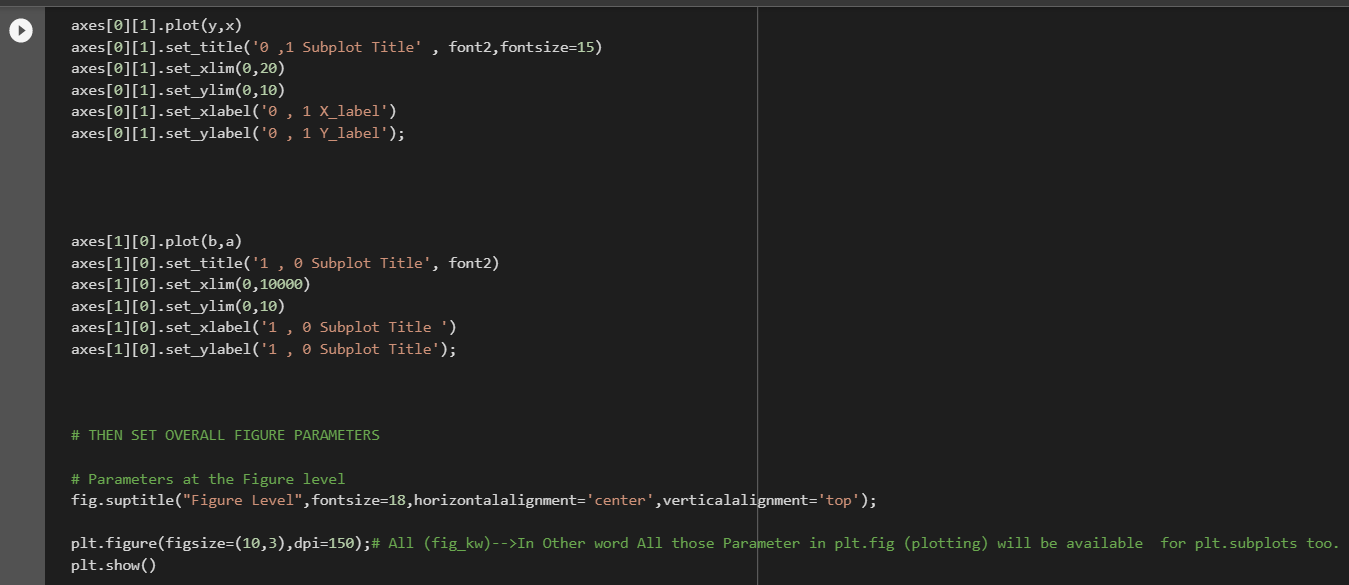 axes[0][1].plot(y,x)
axes[0][1].set_title('0 ,1 Subplot Title' , font2,fontsize=15)
axes[0][1].set_xlim(0,20)
axes[0][1].set_ylim(0,10)
axes[0][1].set_xlabel('0 , 1 X_label')
axes[0][1].set_ylabel('0 , 1 Y_label');
axes[1][0].plot(b,a)
axes[1][0].set_title('1 , 0 Subplot Title', font2)
axes[1][0].set_xlim(0,10000)
axes[1][0].set_ylim(0,10)
axes[1][0].set_xlabel('1 , 0 Subplot Title ')
axes[1][0].set_ylabel('1 , 0 Subplot Title');
# THEN SET OVERALL FIGURE PARAMETERS
# Parameters at the Figure level
fig.suptitle("Figure Level",fontsize=18,horizontalalignment='center',verticalalignment='top');
plt.figure(figsize=(10,3),dpi=150);# All (fig_kw)-->In Other word All those Parameter in plt.fig (plotting) will be available  for plt.subplots too.
plt.show()